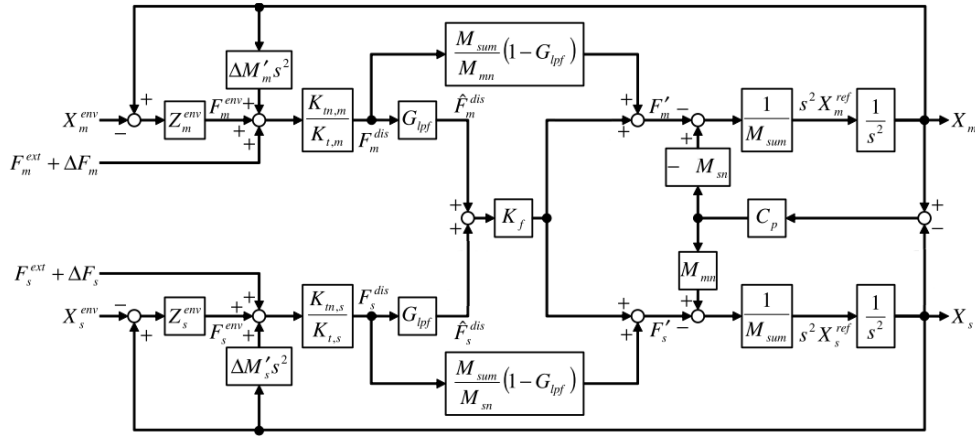 M_sum / M_mn (1 − G_lpf)
ΔM′_m s²
X_m^env
+
−
Z_m^env
F_m^env
+
+
+
K_tn,m / K_t,m
F_m^dis
G_lpf
F̂_m^dis
+
+
F′_m
−
+
1 / M_sum
s² X_m^ref
1 / s²
X_m
F_m^ext + ΔF_m
− M_sn
+
+
K_f
C_p
+
−
M_mn
F_s^ext + ΔF_s
X_s^env
−
+
Z_s^env
F_s^env
+
+
+
K_tn,s / K_t,s
F_s^dis
G_lpf
F̂_s^dis
+
+
F′_s
+
−
1 / M_sum
s² X_s^ref
1 / s²
X_s
ΔM′_s s²
M_sum / M_sn (1 − G_lpf)